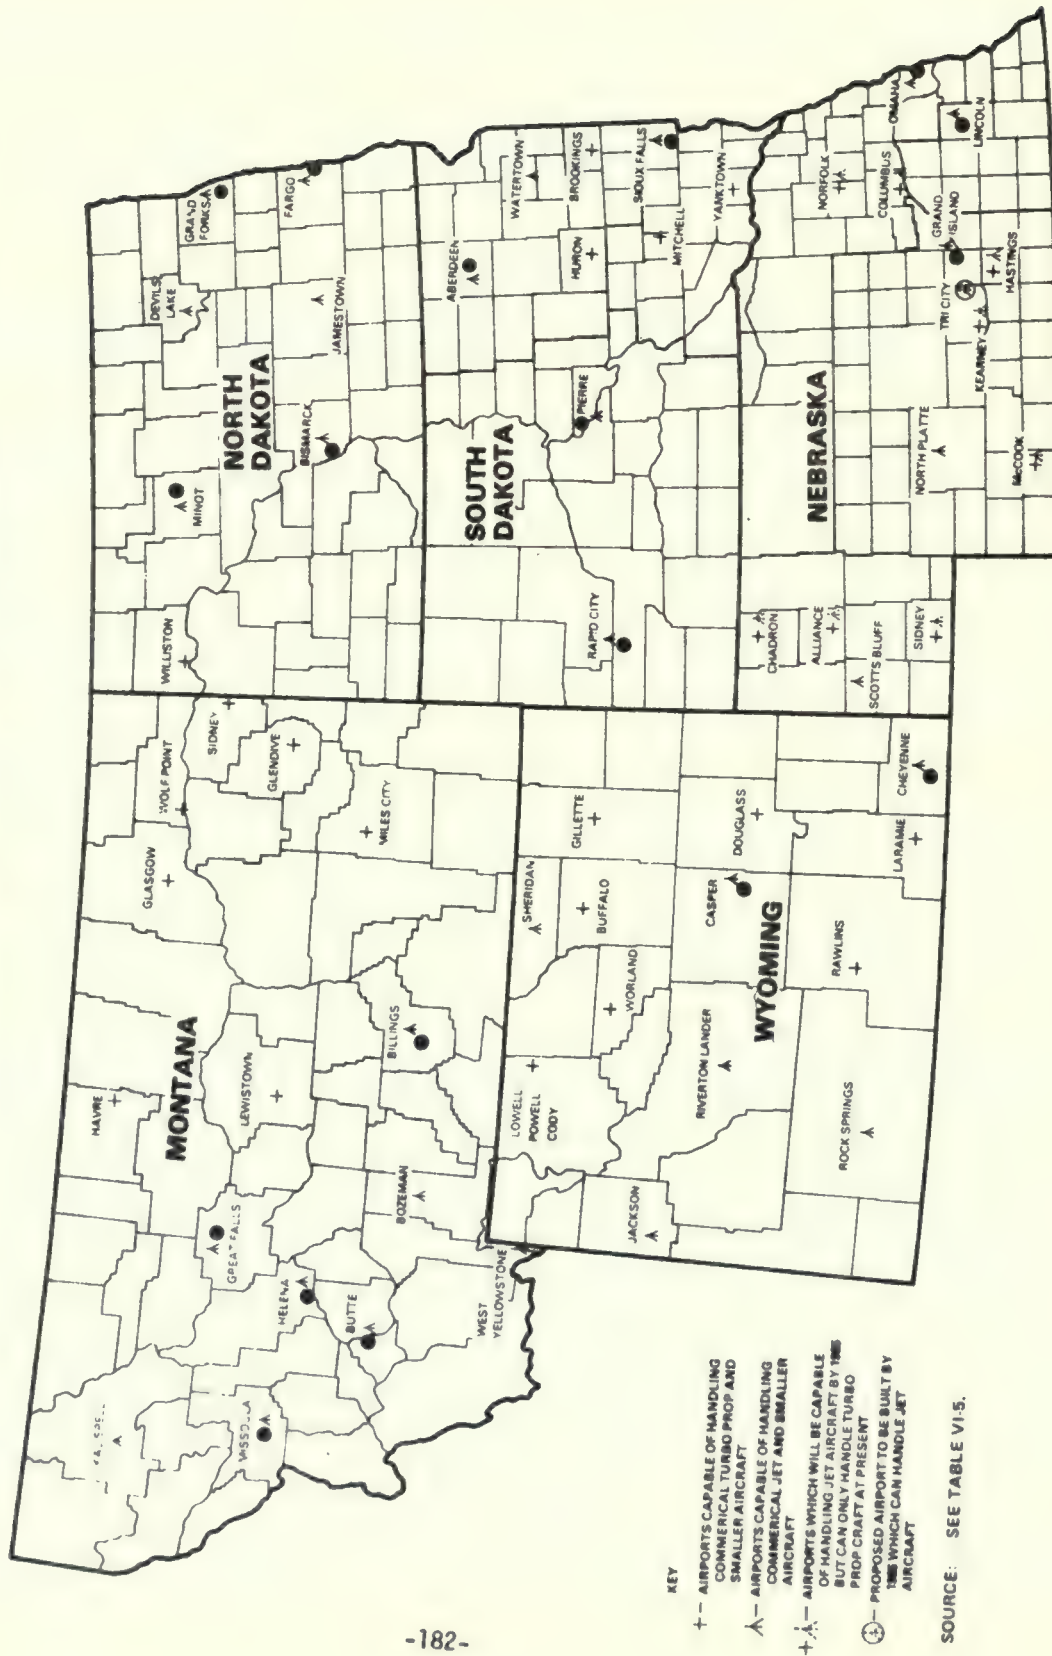 MONTANA
HAVRE
GLASGOW
WOLF POINT
SIDNEY
GLENDIVE
MILES CITY
LEWISTOWN
GREAT FALLS
HELENA
BUTTE
BOZEMAN
BILLINGS
WEST
YELLOWSTONE
NORTH
DAKOTA
WILLISTON
MINOT
DEVILS
LAKE
GRAND
FORKS
FARGO
JAMESTOWN
BISMARCK
SOUTH
DAKOTA
ABERDEEN
WATERTOWN
BROOKINGS
HURON
PIERRE
RAPID CITY
SIOUX FALLS
MITCHELL
YANKTOWN
WYOMING
SHERIDAN
GILLETTE
BUFFALO
WORLAND
LOWELL
POWELL
CODY
JACKSON
RIVERTON LANDER
CASPER
DOUGLASS
ROCK SPRINGS
RAWLINS
LARAMIE
CHEYENNE
NEBRASKA
CHADRON
ALLIANCE
SCOTTS BLUFF
SIDNEY
NORTH PLATTE
McCOOK
KEARNEY
TRI CITY
GRAND
ISLAND
HASTINGS
NORFOLK
COLUMBUS
OMAHA
LINCOLN
KEY
AIRPORTS CAPABLE OF HANDLING
COMMERICAL TURBO PROP AND
SMALLER AIRCRAFT
AIRPORTS CAPABLE OF HANDLING
COMMERICAL JET AND SMALLER
AIRCRAFT
AIRPORTS WHICH WILL BE CAPABLE
OF HANDLING JET AIRCRAFT BY
BUT CAN ONLY HANDLE TURBO
PROP CRAFT AT PRESENT
PROPOSED AIRPORT TO BE BUILT BY
WHICH CAN HANDLE JET
AIRCRAFT
SOURCE: SEE TABLE VI-5.
-182-